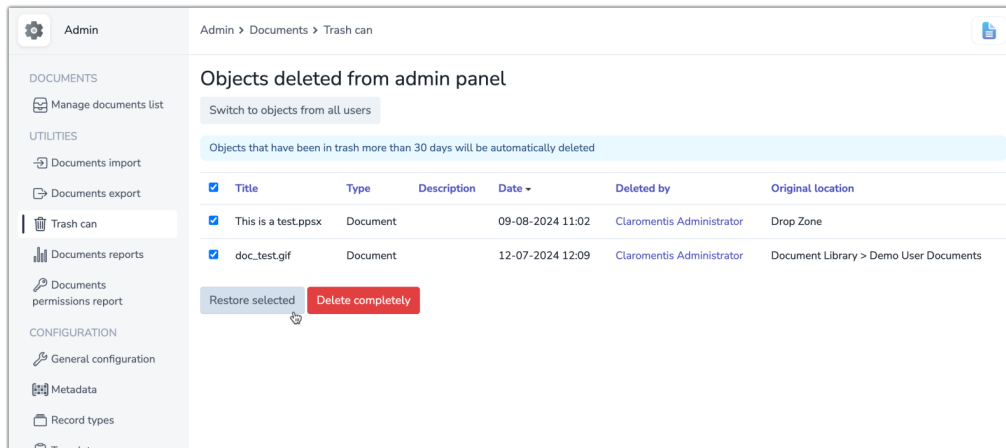 Admin
Admin > Documents > Trash can
DOCUMENTS
Manage documents list
UTILITIES
Documents import
Documents export
Trash can
Documents reports
Documents
permissions report
CONFIGURATION
General configuration
Metadata
Record types
Objects deleted from admin panel
Switch to objects from all users
Objects that have been in trash more than 30 days will be automatically deleted
Title Type Description Date Deleted by Original location
This is a test.ppsx Document 09-08-2024 11:02 Claromentis Administrator Drop Zone
doc_test.gif Document 12-07-2024 12:09 Claromentis Administrator Document Library > Demo User Documents
Restore selected Delete completely